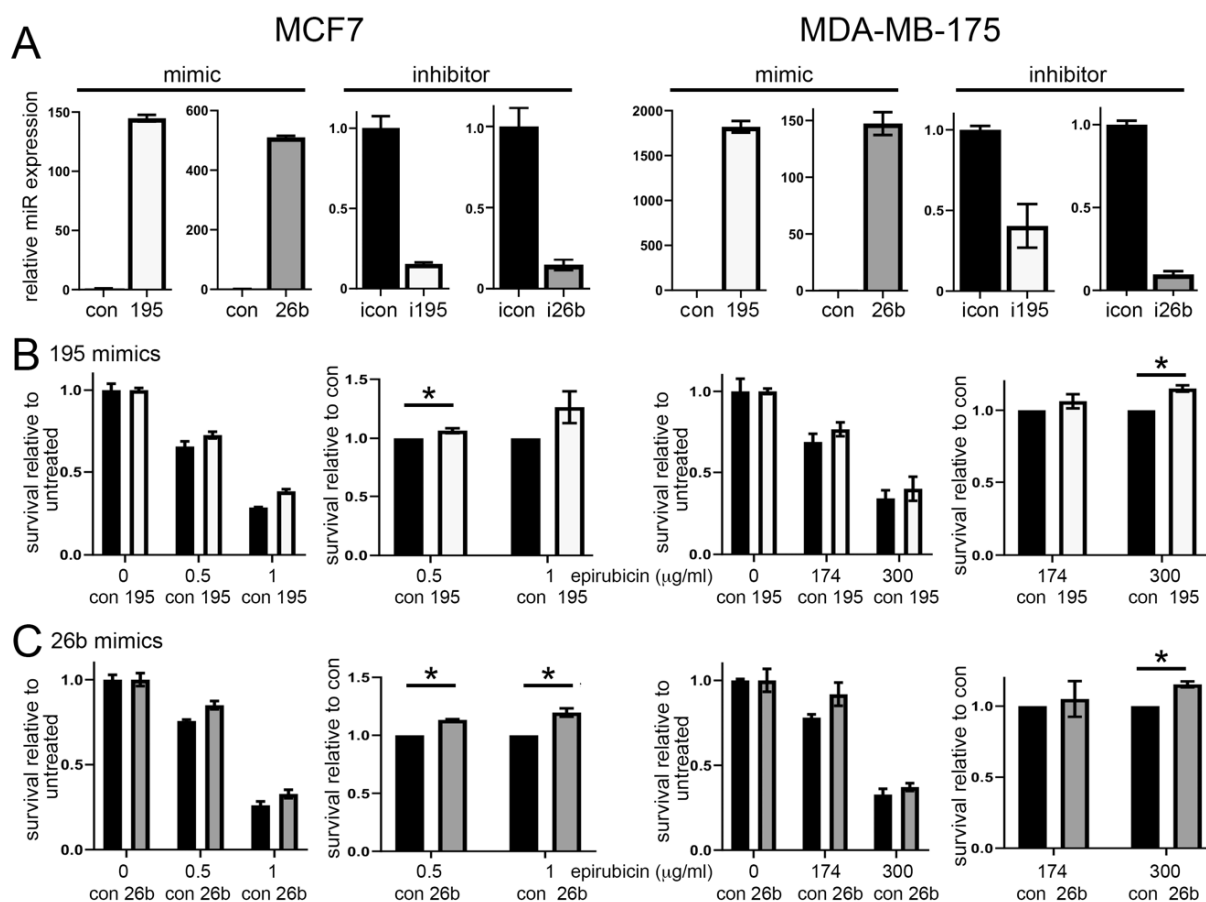 MCF7 MDA-MB-175
A
mimic inhibitor mimic inhibitor
relative miR expression
150
100
50
0
con 195
600
400
200
0
con 26b
1.0
0.5
0
icon i195
1.0
0.5
0
icon i26b
2000
1500
1000
500
0
con 195
150
100
50
0
con 26b
1.0
0.5
0
icon i195
1.0
0.5
0
icon i26b
B 195 mimics
survival relative to
untreated
1.0
0.5
0.0
0 0.5 1
con 195 con 195 con 195
survival relative to con
1.5
1.0
0.5
0.0
*
0.5 1 epirubicin (μg/ml)
con 195 con 195
survival relative to
untreated
1.0
0.5
0.0
0 174 300
con 195 con 195 con 195
survival relative to con
1.0
0.5
0.0
*
174 300
con 195 con 195
C 26b mimics
survival relative to
untreated
1.0
0.5
0.0
0 0.5 1
con 26b con 26b con 26b
survival relative to con
1.5
1.0
0.5
0.0
* *
0.5 1 epirubicin (μg/ml)
con 26b con 26b
survival relative to
untreated
1.0
0.5
0.0
0 174 300
con 26b con 26b con 26b
survival relative to con
1.0
0.5
0.0
*
174 300
con 26b con 26b